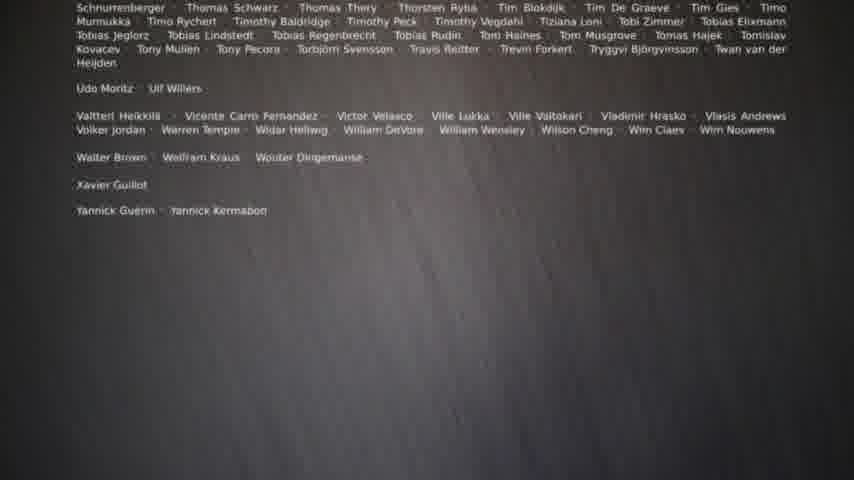 Schnurrenberger · Thomas Schwarz · Thomas Thery · Thorsten Ryba · Tim Blokdijk · Tim De Graeve · Tim Gies · Timo
Murmukka · Timo Rychert · Timothy Baldridge · Timothy Peck · Timothy Vegdahl · Tiziana Loni · Tobi Zimmer · Tobias Elixmann
Tobias Jeglorz · Tobias Lindstedt · Tobias Regenbrecht · Tobias Rudin · Tom Haines · Tom Musgrove · Tomas Hajek · Tomislav
Kovacev · Tony Mullen · Tony Pecora · Torbjörn Svensson · Travis Reitter · Trevin Forkert · Tryggvi Björgvinsson · Twan van der
Heijden
Udo Moritz · Ulf Willers
Valtteri Heikkilä · Vicente Carro Fernandez · Victor Velasco · Ville Lukka · Ville Valtokari · Vladimir Hrasko · Vlasis Andrews
Volker Jordan · Warren Temple · Widar Hellwig · William DeVore · William Wensley · Wilson Cheng · Wim Claes · Wim Nouwens
Walter Brown · Wolfram Kraus · Wouter Dingemanse
Xavier Guillot
Yannick Guerin · Yannick Kermabon